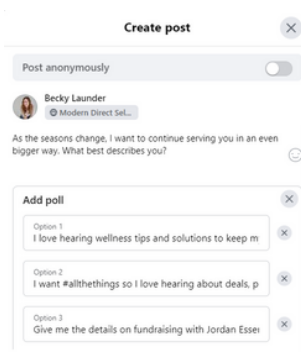 Create post
Post anonymously
Becky Launder
Modern Direct Sel...
As the seasons change, I want to continue serving you in an even
bigger way. What best describes you?
Add poll
Option 1
I love hearing wellness tips and solutions to keep m
Option 2
I want #allthethings so I love hearing about deals, p
Option 3
Give me the details on fundraising with Jordan Esser